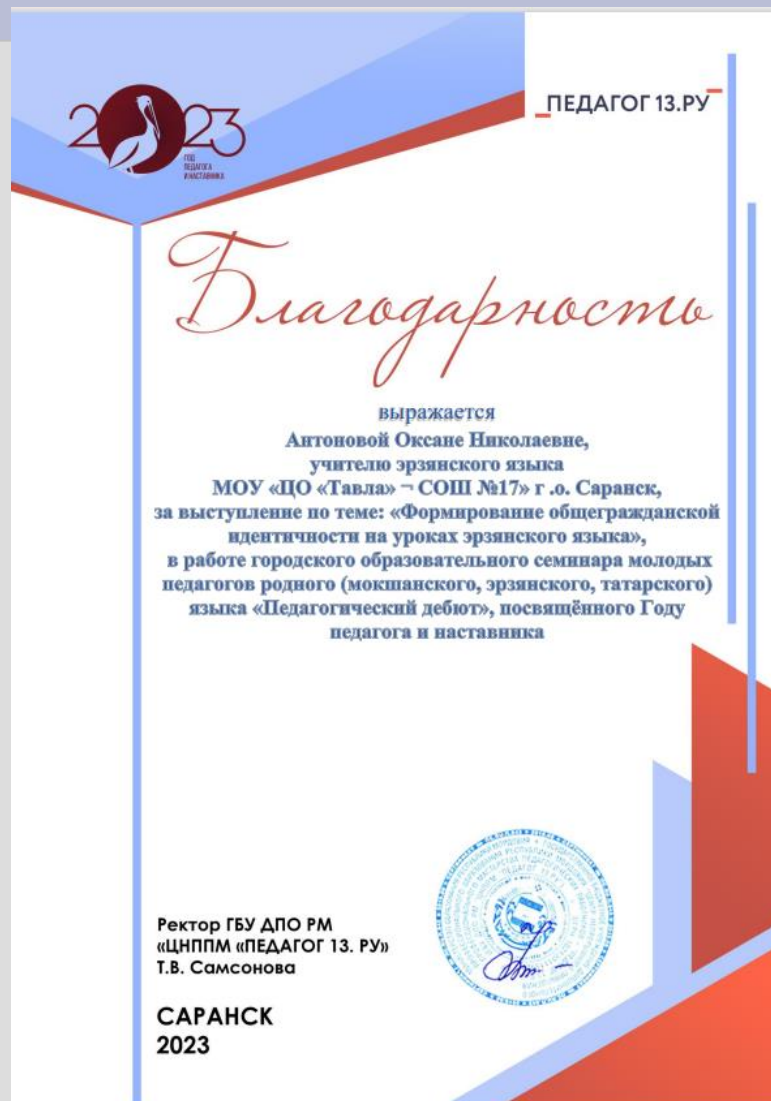 2023
ГОД
ПЕДАГОГА
И НАСТАВНИКА
ПЕДАГОГ 13.РУ
Благодарность
выражается
Антоновой Оксане Николаевне,
учителю эрзянского языка
МОУ «ЦО «Тавла» ¬ СОШ №17» г .о. Саранск,
за выступление по теме: «Формирование общегражданской
идентичности на уроках эрзянского языка»,
в работе городского образовательного семинара молодых
педагогов родного (мокшанского, эрзянского, татарского)
языка «Педагогический дебют», посвящённого Году
педагога и наставника
Ректор ГБУ ДПО РМ
«ЦНППМ «ПЕДАГОГ 13. РУ»
Т.В. Самсонова
САРАНСК
2023